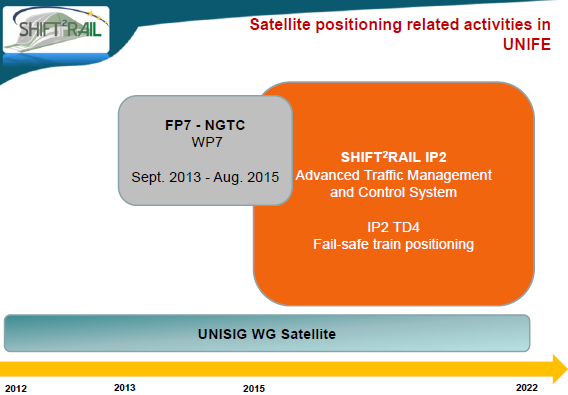 SHIFT²RAIL
Satellite positioning related activities in
UNIFE
FP7 - NGTC
WP7
Sept. 2013 - Aug. 2015
SHIFT²RAIL IP2
Advanced Traffic Management
and Control System
IP2 TD4
Fail-safe train positioning
UNISIG WG Satellite
2012
2013
2015
2022